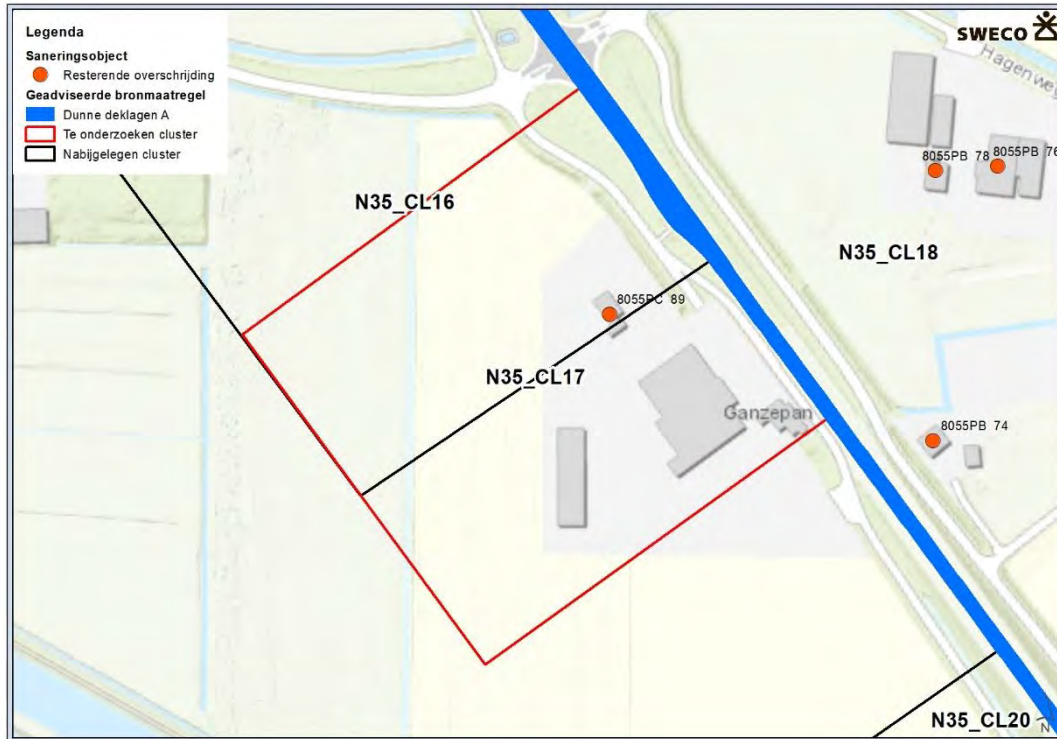 Legenda
Saneringsobject
Resterende overschrijding
Geadviseerde bronmaatregel
Dunne deklagen A
Te onderzoeken cluster
Nabijgelegen cluster
SWECO
Hagenweg
8055PB 78
8055PB 76
N35_CL16
N35_CL18
8055PC 89
N35_CL17
Ganzepan
8055PB 74
N35_CL20
N